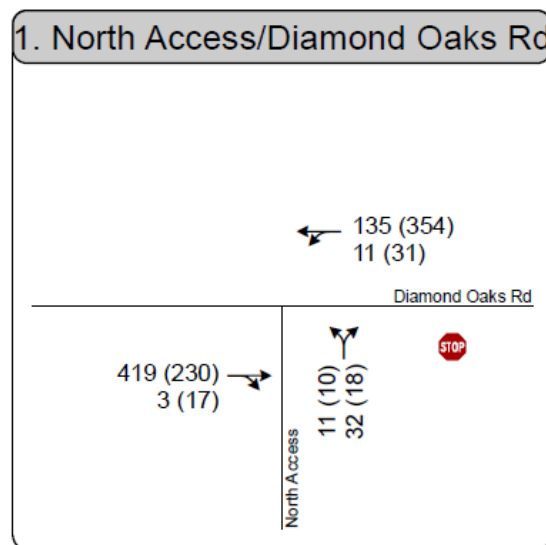 1. North Access/Diamond Oaks Rd
135 (354)
11 (31)
Diamond Oaks Rd
STOP
419 (230)
3 (17)
11 (10)
32 (18)
North Access